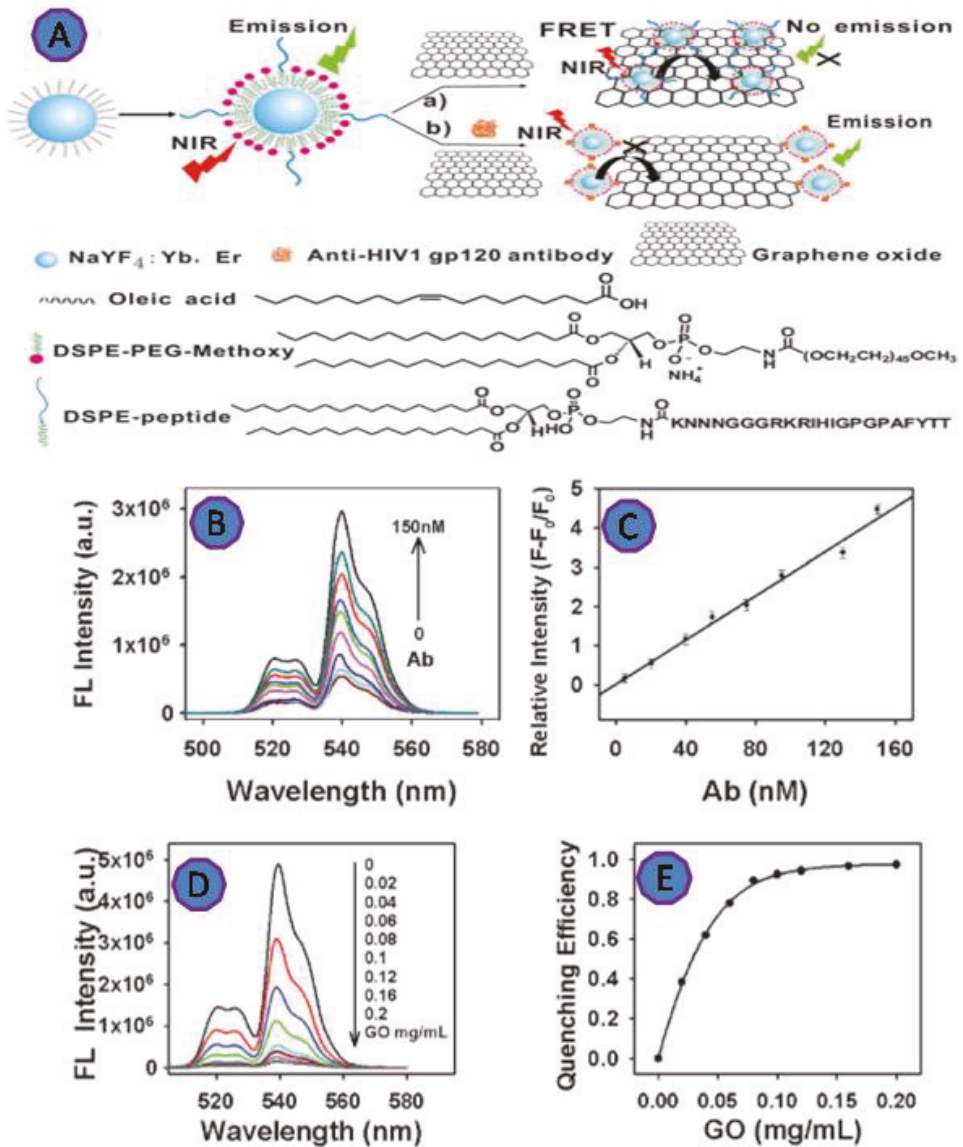 A
Emission
NIR
a)
b)
FRET
No emission
NIR
NIR
Emission
NaYF4 : Yb, Er
Anti-HIV1 gp120 antibody
Graphene oxide
Oleic acid
O
OH
DSPE-PEG-Methoxy
O
O
O
O
O
O
P
O
O-
NH4+
N
H
O
H
(OCH2CH2)45OCH3
DSPE-peptide
O
O
O
O
O
H
HO
P
O
O
N
H
O
KNNNGGGRKRIHIGPGPAFYTT
B
FL Intensity (a.u.)
3x10^6
2x10^6
1x10^6
0
150nM
0
Ab
500 520 540 560 580
Wavelength (nm)
C
Relative Intensity (F-F0/F0)
5
4
3
2
1
0
0 40 80 120 160
Ab (nM)
D
FL Intensity (a.u.)
5x10^6
4x10^6
3x10^6
2x10^6
1x10^6
0
0
0.02
0.04
0.06
0.08
0.1
0.12
0.16
0.2
GO mg/mL
520 540 560 580
Wavelength (nm)
E
Quenching Efficiency
1.0
0.8
0.6
0.4
0.2
0.0
0.00 0.05 0.10 0.15 0.20
GO (mg/mL)